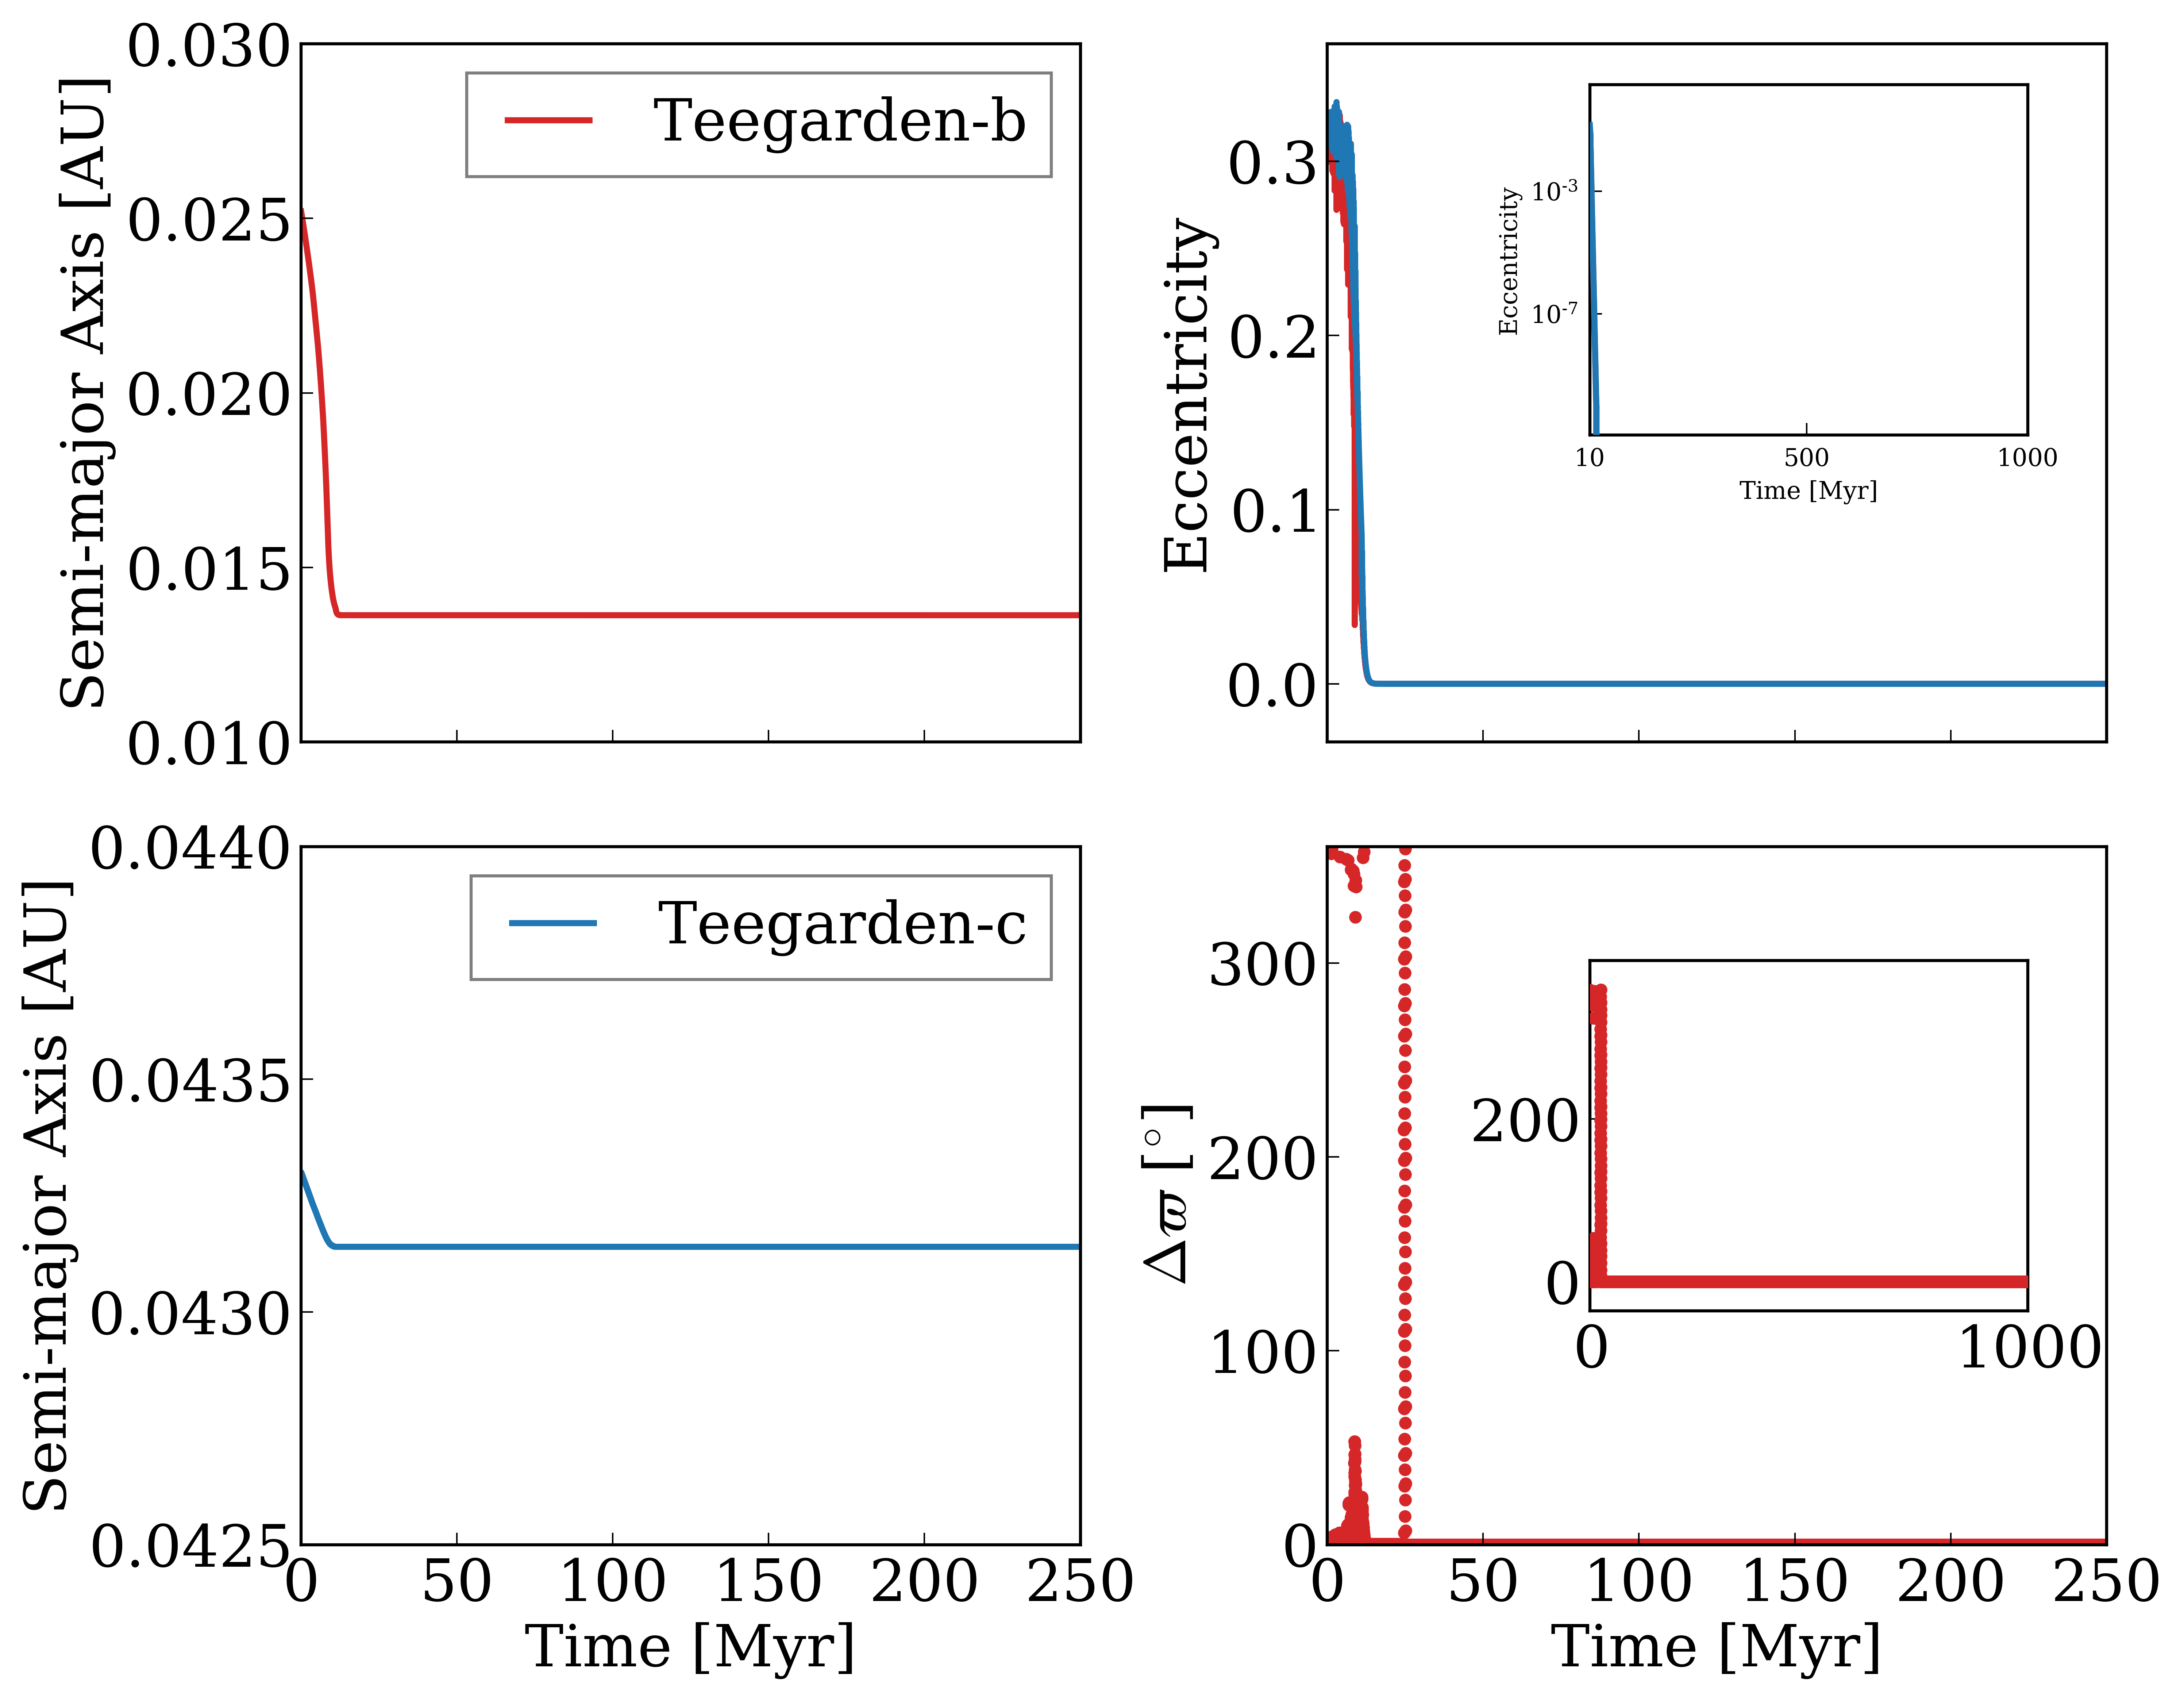 Semi-major Axis [AU]
0.030
0.025
0.020
0.015
0.010
Teegarden-b
Eccentricity
0.3
0.2
0.1
0.0
Eccentricity
10-3
10-7
10 500 1000
Time [Myr]
Semi-major Axis [AU]
0.0440
0.0435
0.0430
0.0425
Teegarden-c
0 50 100 150 200 250
Time [Myr]
Δϖ [°]
300
200
100
0
200
0
0 1000
0 50 100 150 200 250
Time [Myr]